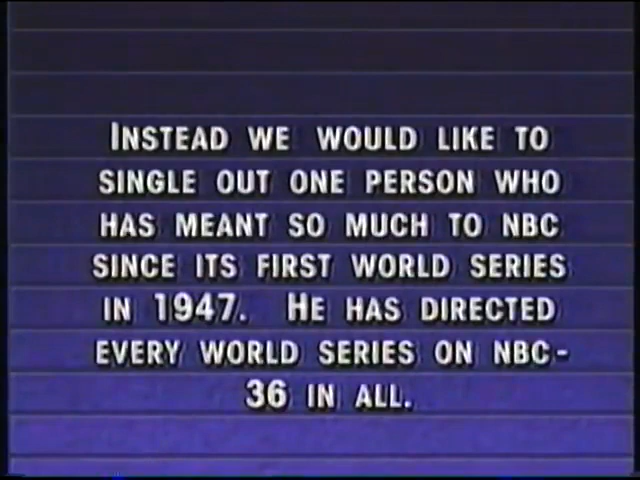 INSTEAD WE WOULD LIKE TO
SINGLE OUT ONE PERSON WHO
HAS MEANT SO MUCH TO NBC
SINCE ITS FIRST WORLD SERIES
IN 1947. HE HAS DIRECTED
EVERY WORLD SERIES ON NBC-
36 IN ALL.